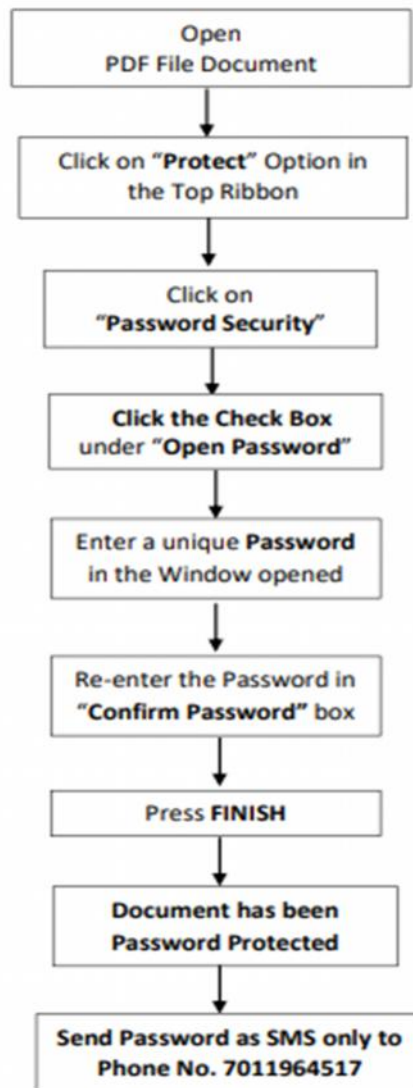 Open
PDF File Document
Click on “Protect” Option in
the Top Ribbon
Click on
“Password Security”
Click the Check Box
under “Open Password”
Enter a unique Password
in the Window opened
Re-enter the Password in
“Confirm Password” box
Press FINISH
Document has been
Password Protected
Send Password as SMS only to
Phone No. 7011964517